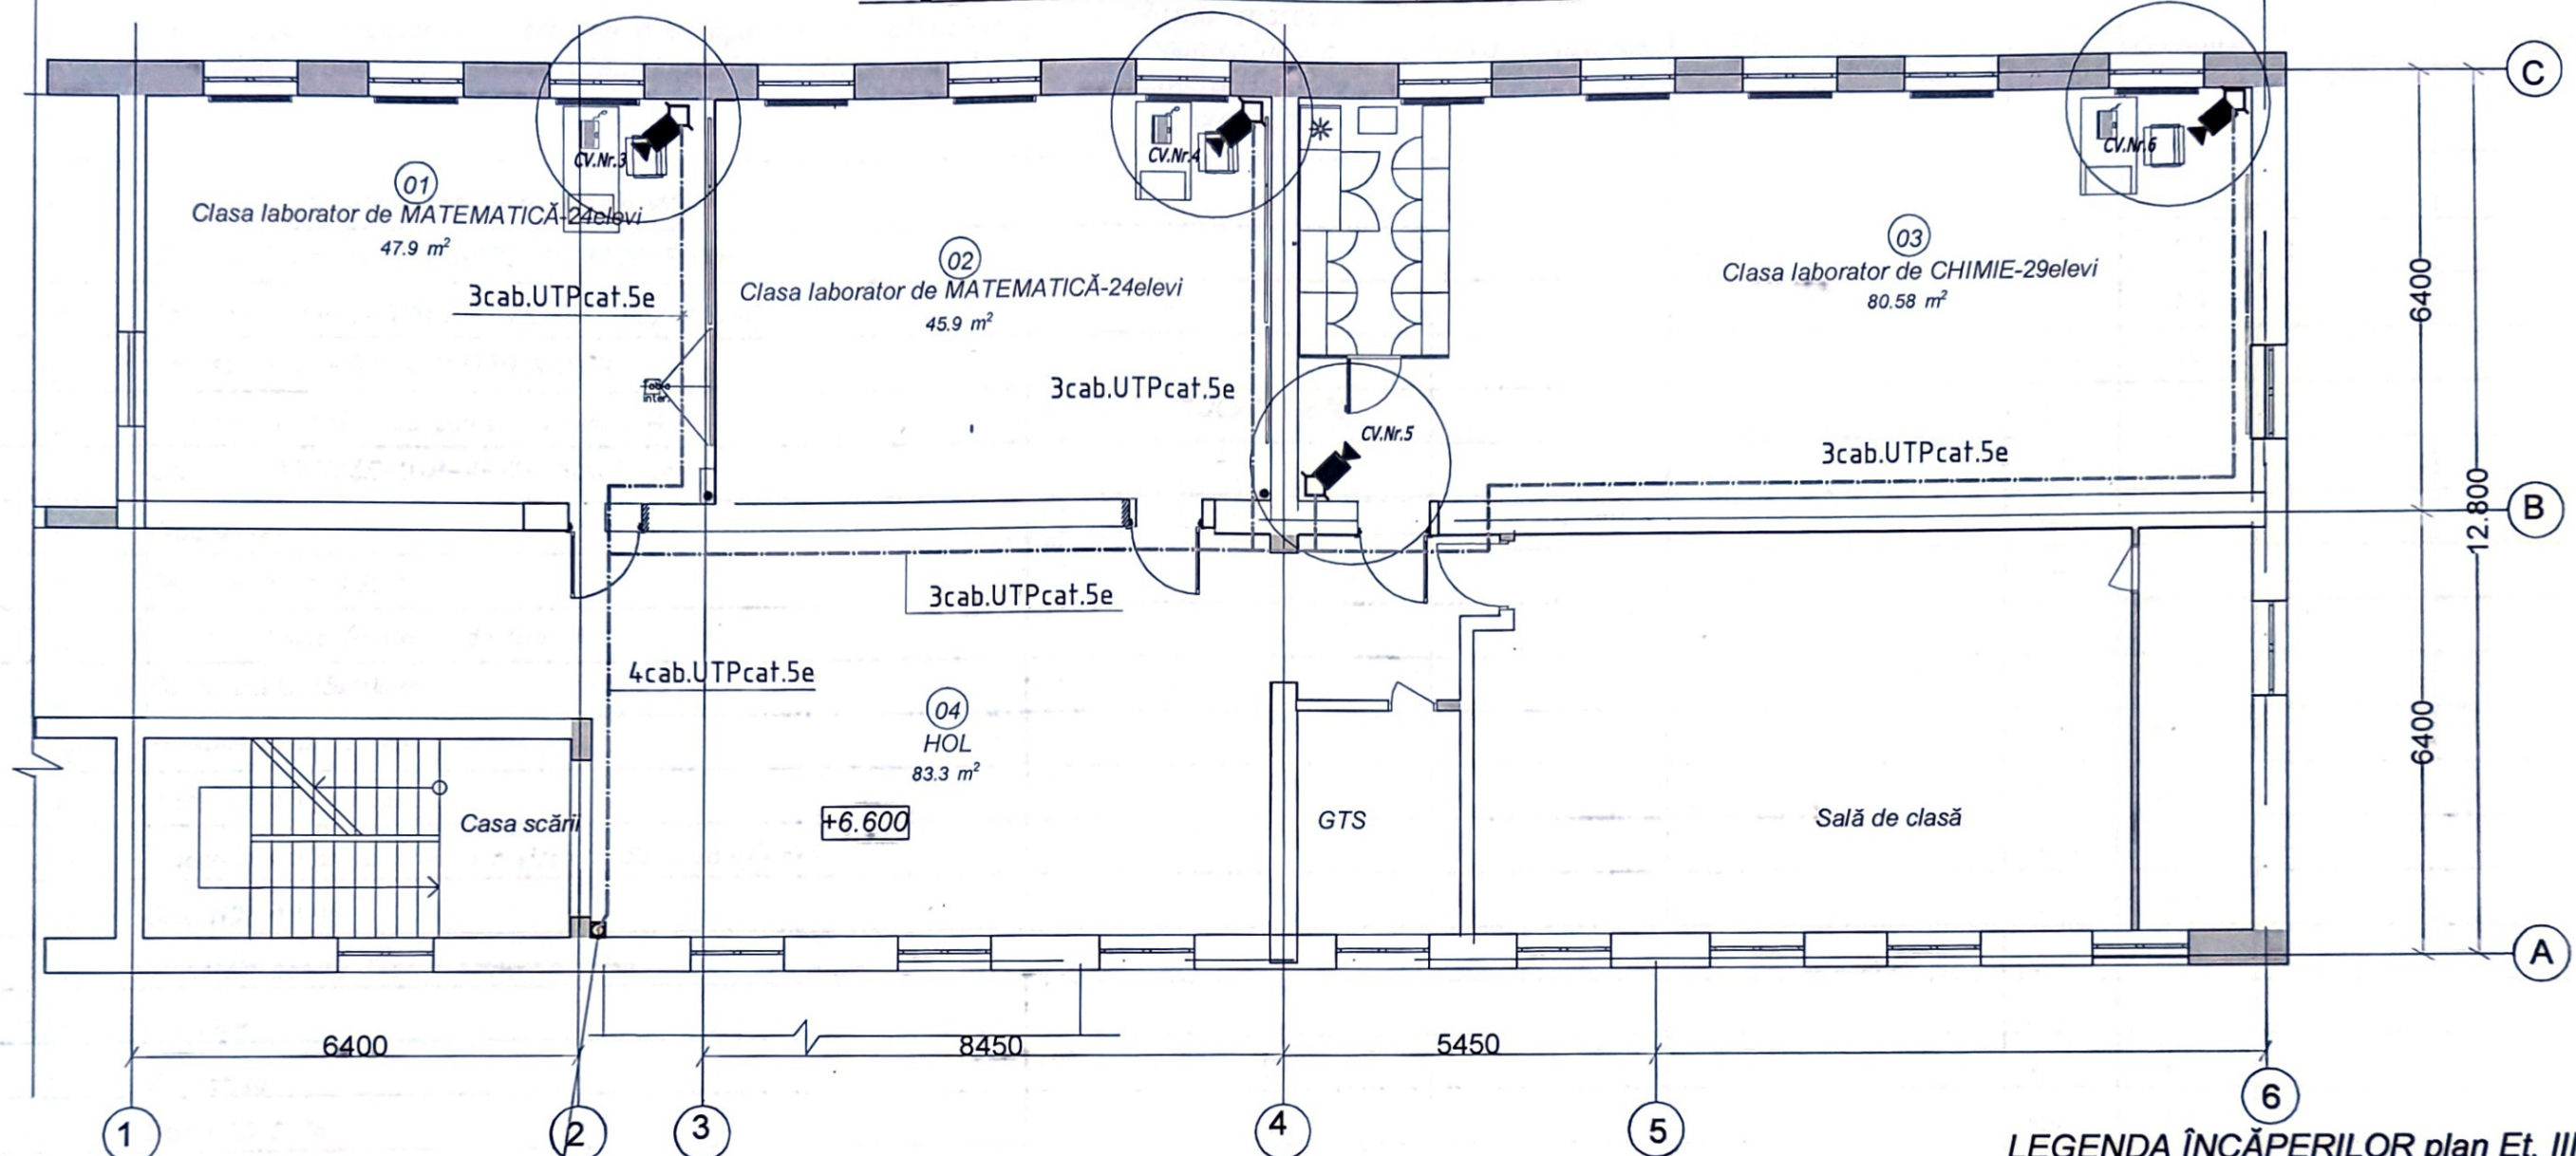 C
CV.Nr.3
CV.Nr.4
CV.Nr.6
01
Clasa laborator de MATEMATICĂ-24elevi
47.9 m²
02
Clasa laborator de MATEMATICĂ-24elevi
45.9 m²
03
Clasa laborator de CHIMIE-29elevi
80.58 m²
3cab.UTPcat.5e
3cab.UTPcat.5e
CV.Nr.5
3cab.UTPcat.5e
6400
12.800
B
3cab.UTPcat.5e
4cab.UTPcat.5e
04
HOL
83.3 m²
+6.600
Casa scării
GTS
Sală de clasă
6400
A
6400
8450
5450
1
2
3
4
5
6
LEGENDA ÎNCĂPERILOR plan Et. III